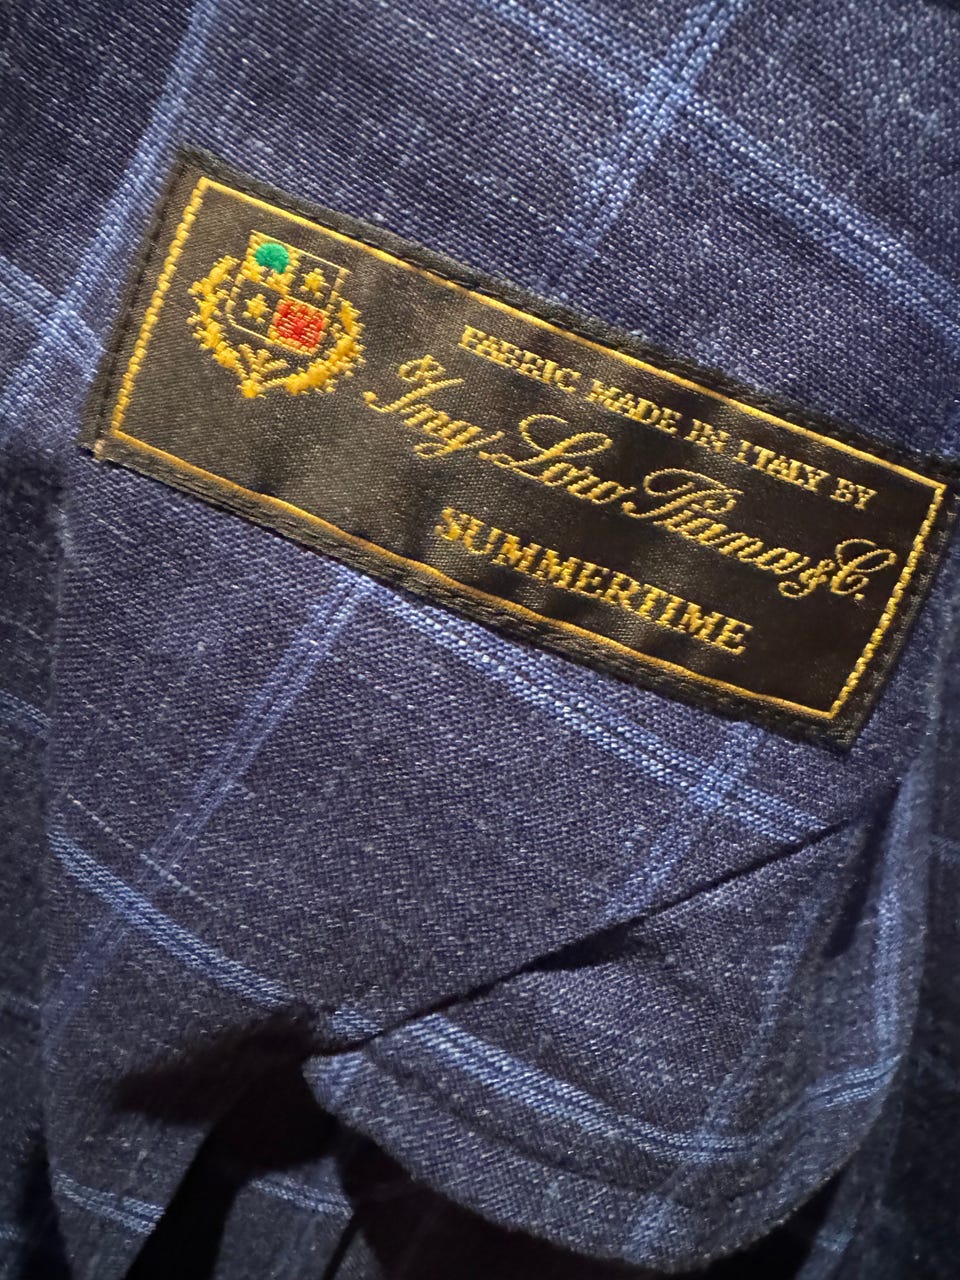 FABRIC MADE IN ITALY BY
& Ing. Loro Piana & C.
SUMMERTIME